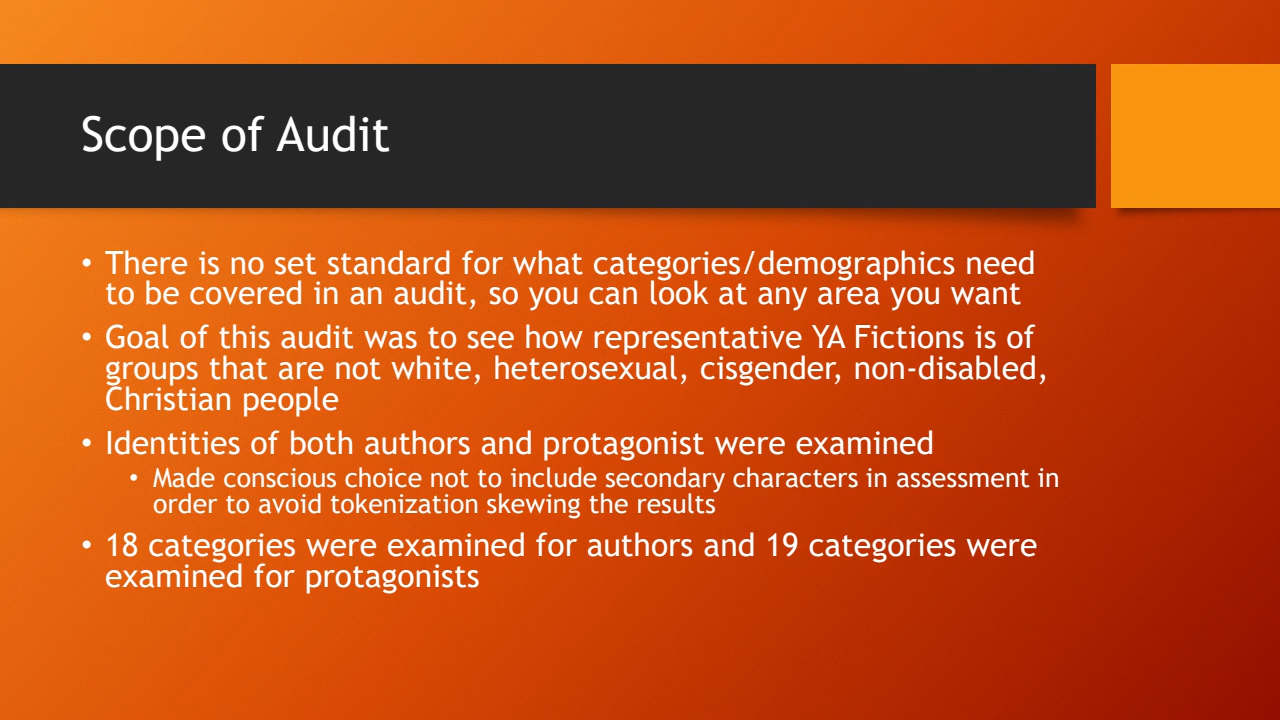 Scope of Audit
• There is no set standard for what categories/demographics need
to be covered in an audit, so you can look at any area you want
• Goal of this audit was to see how representative YA Fictions is of
groups that are not white, heterosexual, cisgender, non-disabled,
Christian people
• Identities of both authors and protagonist were examined
• Made conscious choice not to include secondary characters in assessment in
order to avoid tokenization skewing the results
• 18 categories were examined for authors and 19 categories were
examined for protagonists